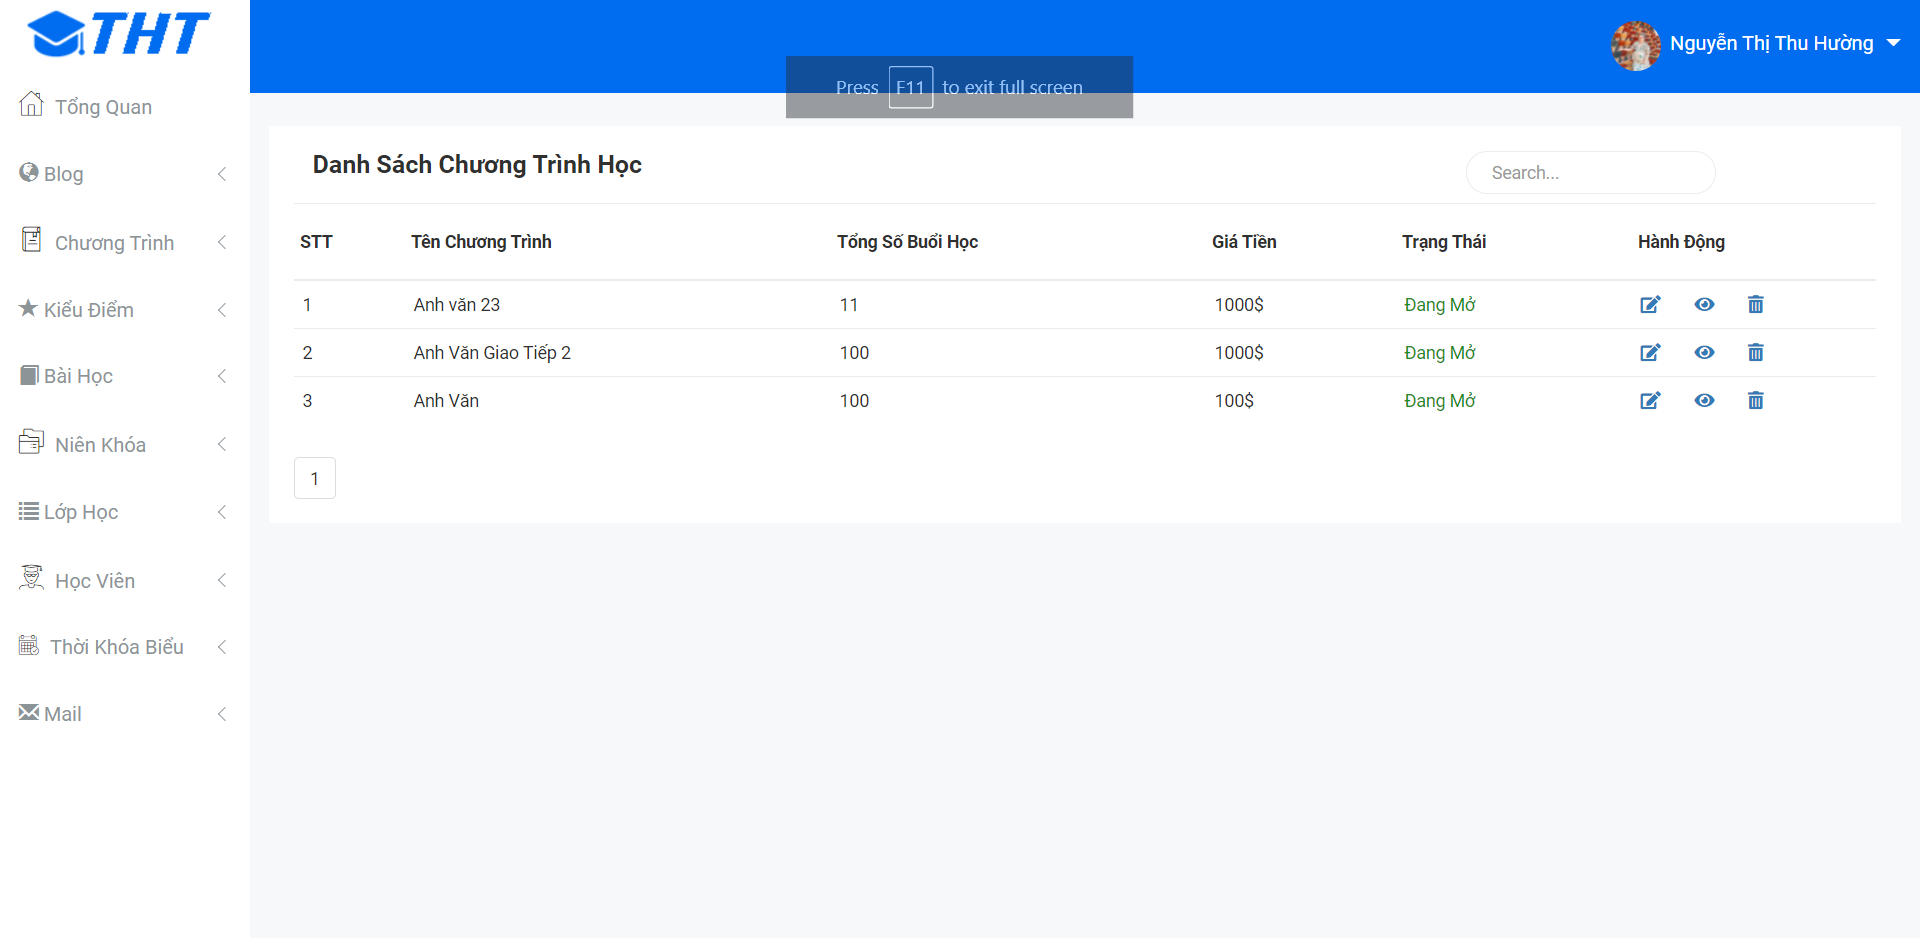 THT
Nguyễn Thị Thu Hường
Press F11 to exit full screen
Tổng Quan
Blog
Chương Trình
Kiểu Điểm
Bài Học
Niên Khóa
Lớp Học
Học Viên
Thời Khóa Biểu
Mail
Danh Sách Chương Trình Học
Search...
STT Tên Chương Trình Tổng Số Buổi Học Giá Tiền Trạng Thái Hành Động
1 Anh văn 23 11 1000$ Đang Mở
2 Anh Văn Giao Tiếp 2 100 1000$ Đang Mở
3 Anh Văn 100 100$ Đang Mở
1